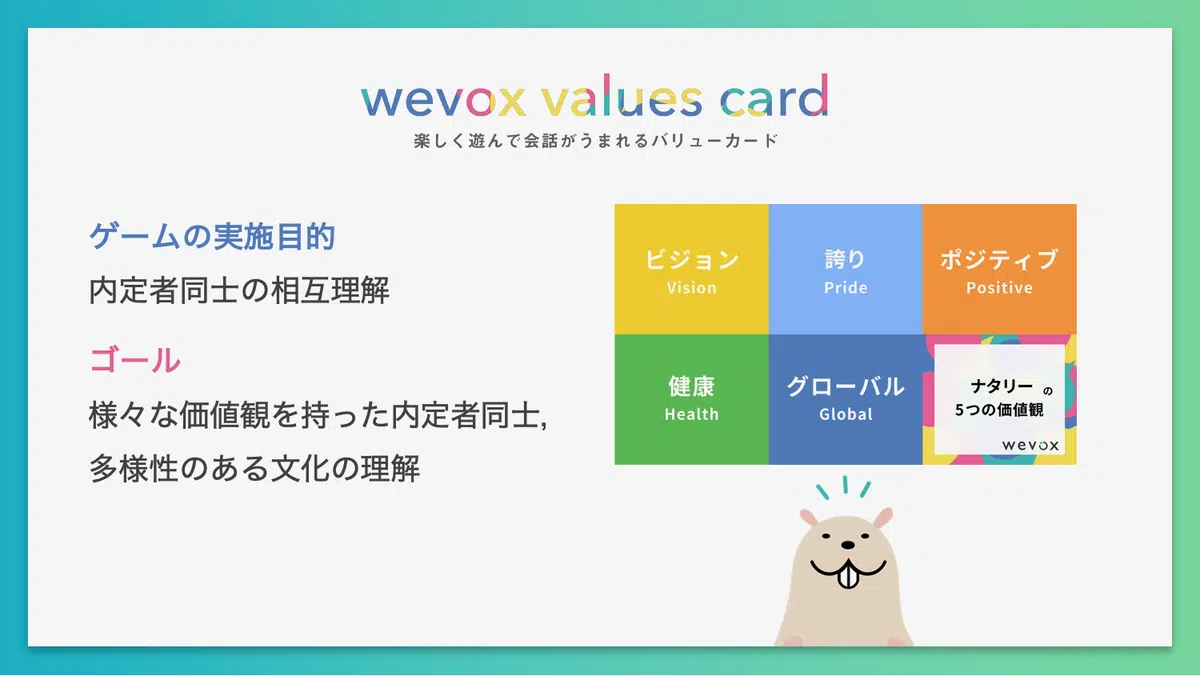 wevox values card
楽しく遊んで会話がうまれるバリューカード
ゲームの実施目的
内定者同士の相互理解
ゴール
様々な価値観を持った内定者同士,
多様性のある文化の理解
ビジョン
Vision
誇り
Pride
ポジティブ
Positive
健康
Health
グローバル
Global
ナタリーの
5つの価値観
wevox